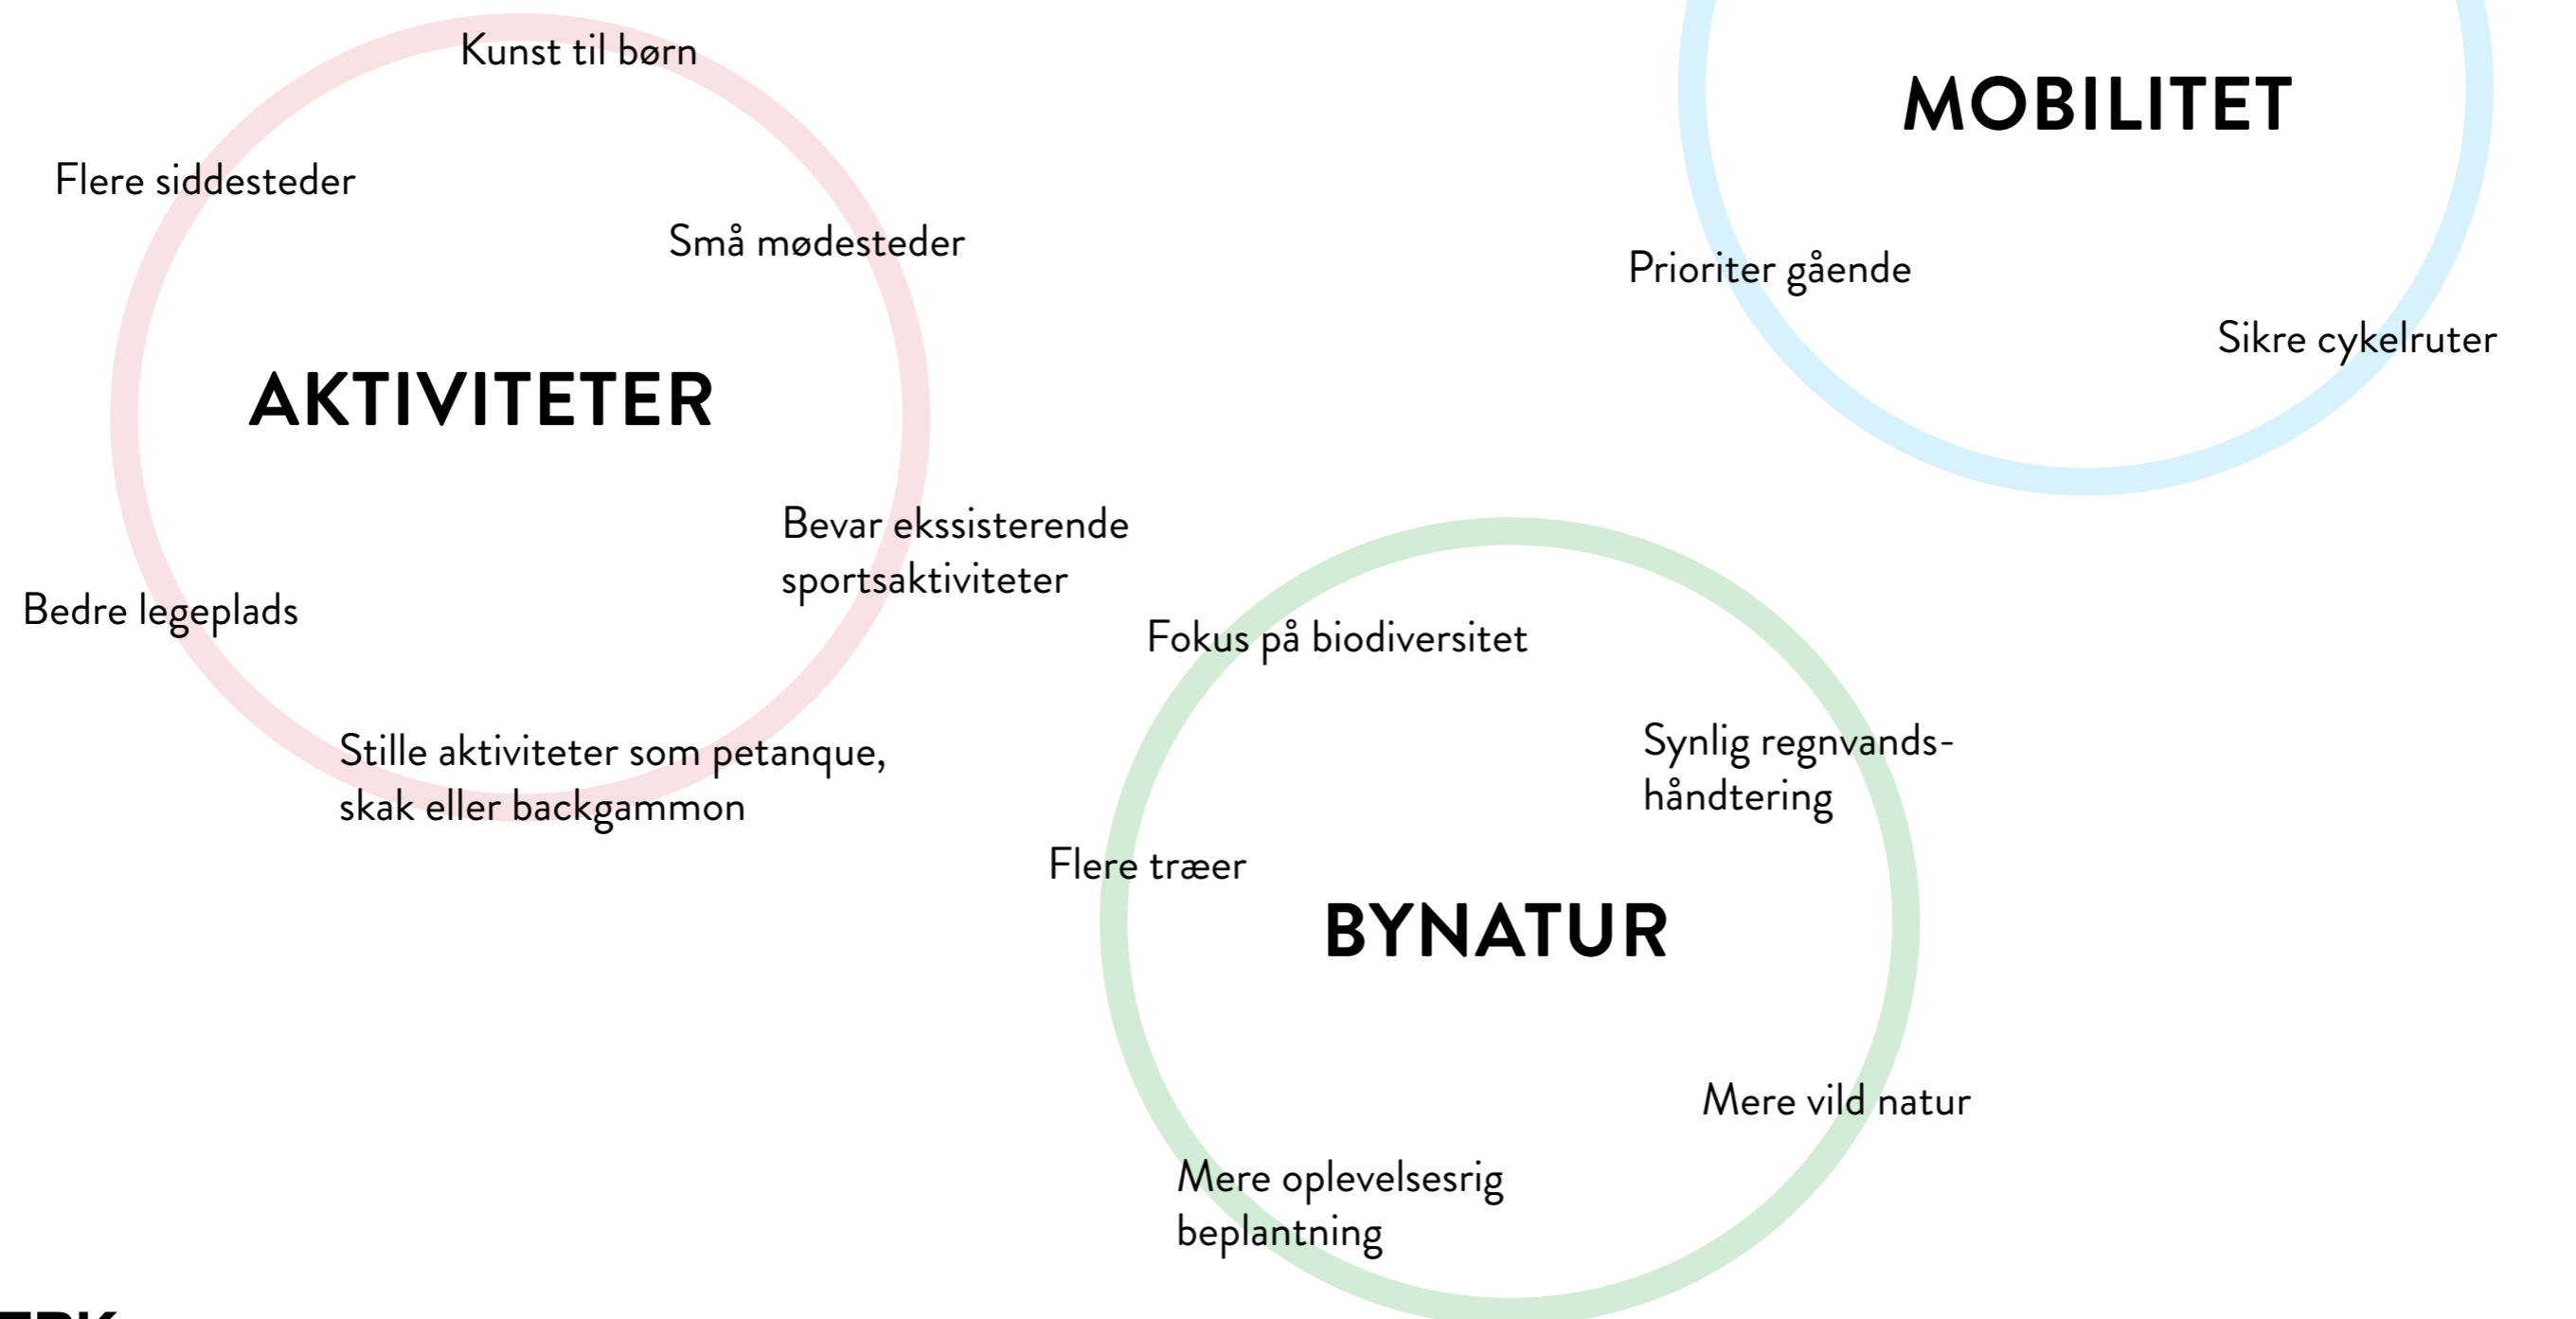 Kunst til børn
Flere siddesteder
Små mødesteder
AKTIVITETER
Bevar ekssisterende
sportsaktiviteter
Bedre legeplads
Stille aktiviteter som petanque,
skak eller backgammon
MOBILITET
Prioriter gående
Sikre cykelruter
Fokus på biodiversitet
Synlig regnvands-
håndtering
Flere træer
BYNATUR
Mere vild natur
Mere oplevelsesrig
beplantning